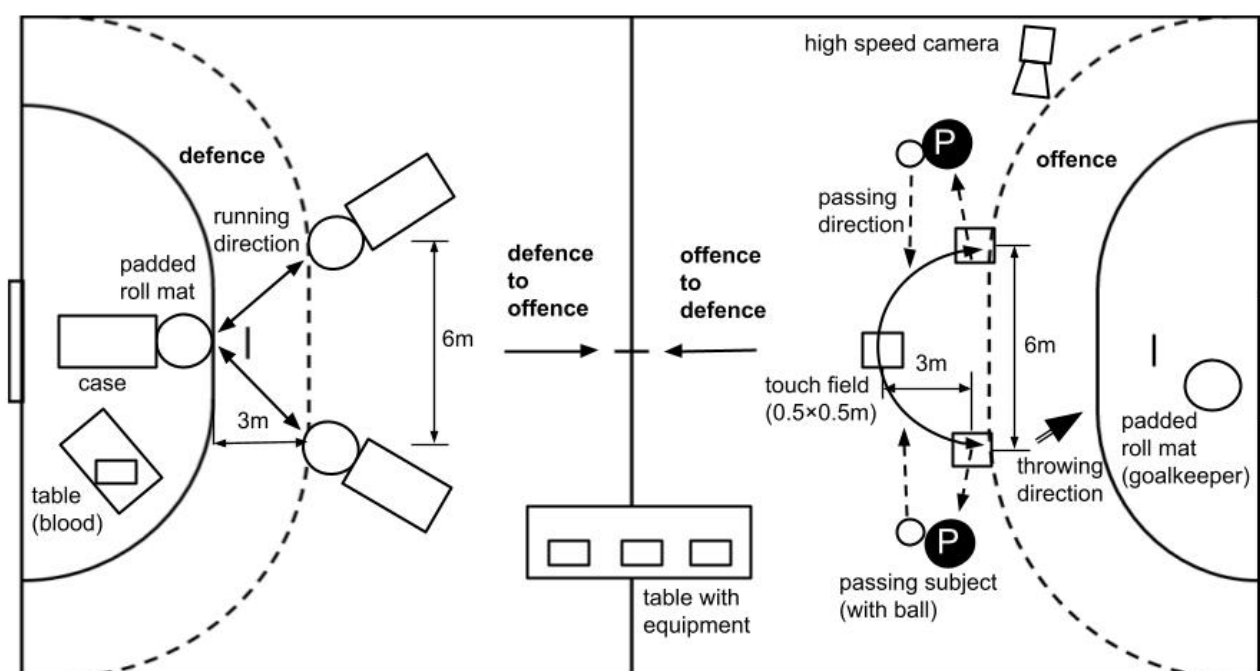 high speed camera
defence
P
offence
running
direction
passing
direction
padded
roll mat
defence
to
offence
offence
to
defence
6m
6m
3m
case
touch field
(0.5×0.5m)
3m
padded
roll mat
(goalkeeper)
throwing
direction
table
(blood)
P
passing subject
(with ball)
table with
equipment